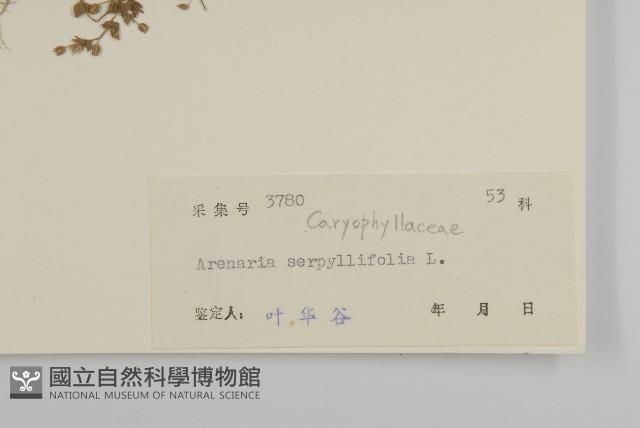 采集号 3780 53 科
Caryophyllaceae
Arenaria serpyllifolia L.
鉴定人: 叶华谷 年 月 日
國立自然科學博物館
NATIONAL MUSEUM OF NATURAL SCIENCE